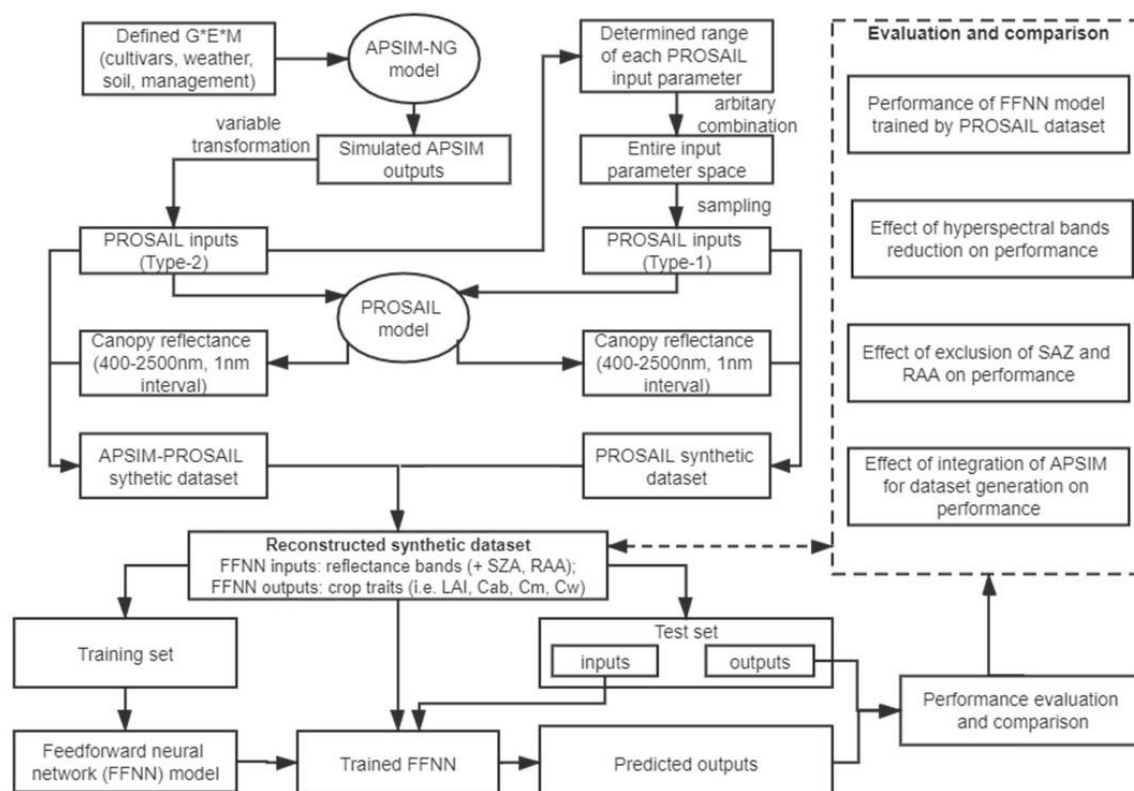 Defined G*E*M
(cultivars, weather,
soil, management)
APSIM-NG
model
Determined range
of each PROSAIL
input parameter
arbitary
combination
variable
transformation
Simulated APSIM
outputs
Entire input
parameter space
sampling
PROSAIL inputs
(Type-2)
PROSAIL inputs
(Type-1)
PROSAIL
model
Canopy reflectance
(400-2500nm, 1nm
interval)
Canopy reflectance
(400-2500nm, 1nm
interval)
APSIM-PROSAIL
sythetic dataset
PROSAIL synthetic
dataset
Reconstructed synthetic dataset
FFNN inputs: reflectance bands (+ SZA, RAA);
FFNN outputs: crop traits (i.e. LAI, Cab, Cm, Cw)
Training set
Test set
inputs
outputs
Feedforward neural
network (FFNN) model
Trained FFNN
Predicted outputs
Performance evaluation
and comparison
Evaluation and comparison
Performance of FFNN model
trained by PROSAIL dataset
Effect of hyperspectral bands
reduction on performance
Effect of exclusion of SAZ and
RAA on performance
Effect of integration of APSIM
for dataset generation on
performance